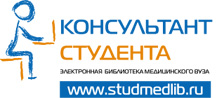 КОНСУЛЬТАНТ
СТУДЕНТА
ЭЛЕКТРОННАЯ БИБЛИОТЕКА МЕДИЦИНСКОГО ВУЗА
www.studmedlib.ru